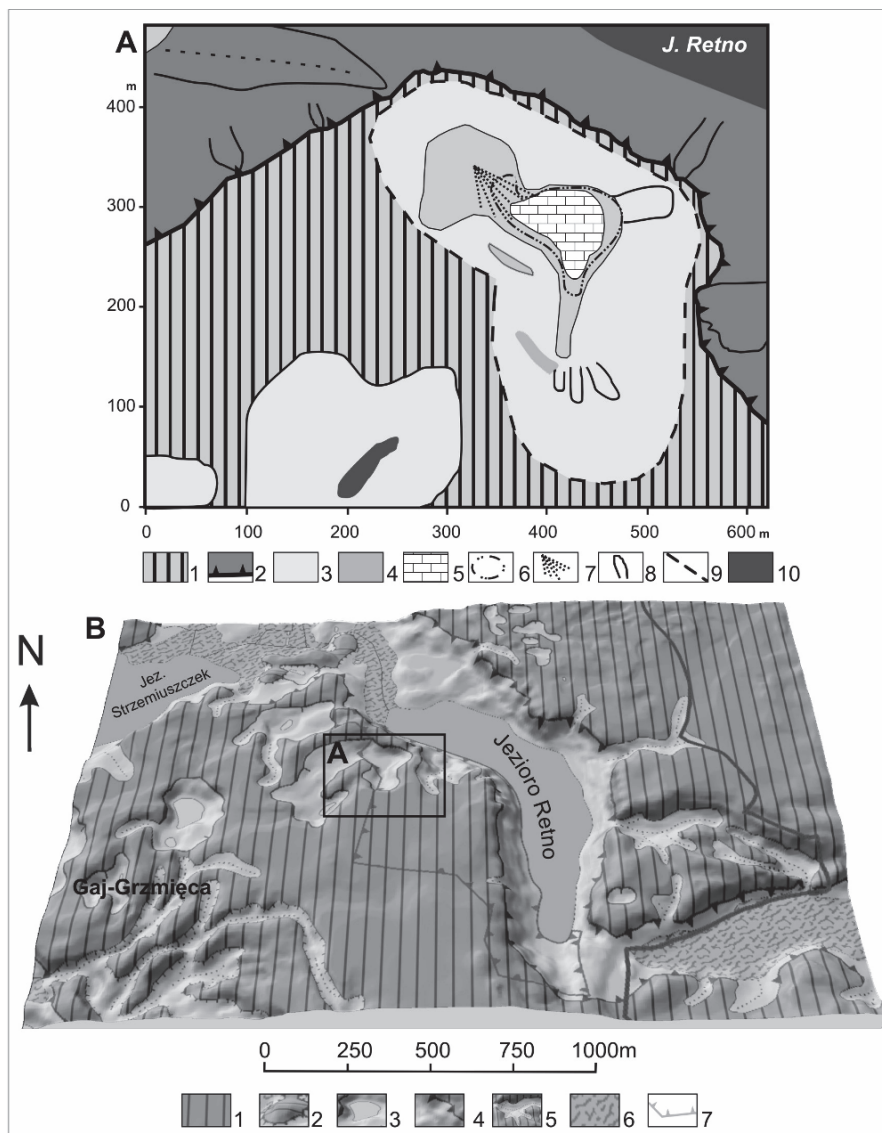 A
J. Retno
m
400
300
200
100
0
0 100 200 300 400 500 600 m
1 2 3 4 5 6 7 8 9 10
B
N
Jez.
Strzemiuszczek
A
Jezioro Retno
Gaj-Grzmięca
0 250 500 750 1000m
1 2 3 4 5 6 7